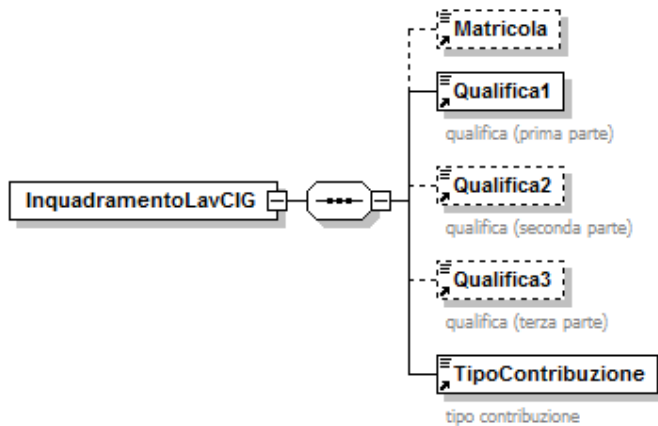 Matricola
Qualifica1
qualifica (prima parte)
InquadramentoLavCIG
Qualifica2
qualifica (seconda parte)
Qualifica3
qualifica (terza parte)
TipoContribuzione
tipo contribuzione